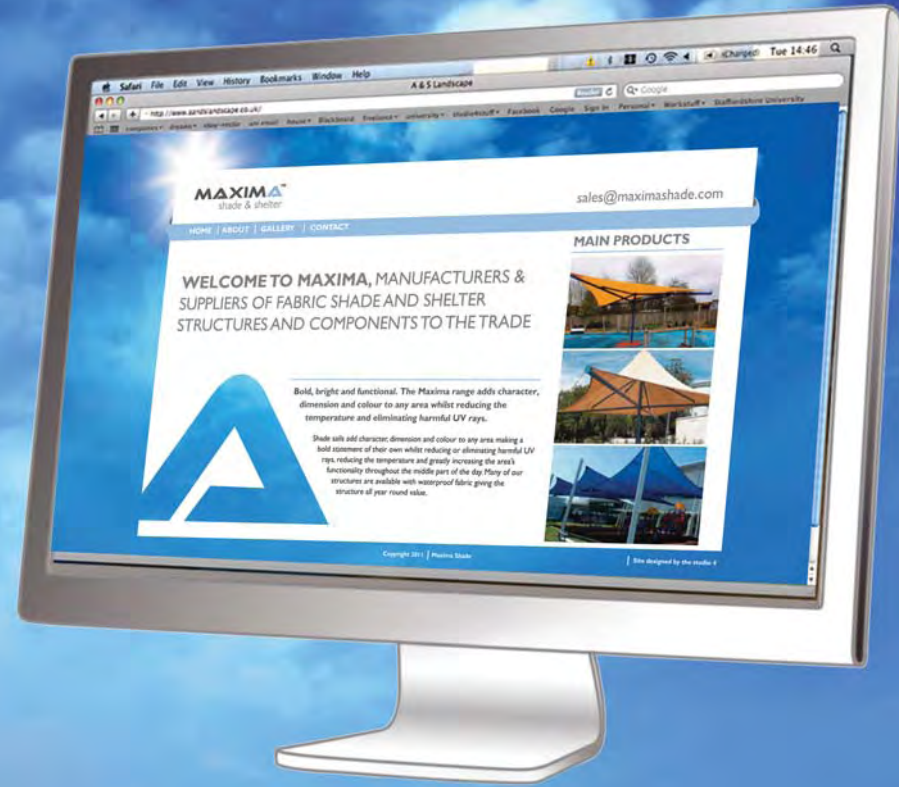 Safari File Edit View History Bookmarks Window Help
(Charged) Tue 14:46
A & S Landscape
http://www.sandslandscape.co.uk/
Reader
Google
university Facebook Google Sign In Personal Workstuff Staffordshire University
MAXIMA™
shade & shelter
sales@maximashade.com
HOME | ABOUT | GALLERY | CONTACT
MAIN PRODUCTS
WELCOME TO MAXIMA, MANUFACTURERS &
SUPPLIERS OF FABRIC SHADE AND SHELTER
STRUCTURES AND COMPONENTS TO THE TRADE
Bold, bright and functional. The Maxima range adds character,
dimension and colour to any area whilst reducing the
temperature and eliminating harmful UV rays.
Shade sails add character, dimension and colour to any area making a
bold statement of their own whilst reducing or eliminating harmful UV
rays, reducing the temperature and greatly increasing the area's
functionality throughout the middle part of the day. Many of our
structures are available with waterproof fabric giving the
structure all year round value.
Copyright 2011 | Maxima Shade
| Site designed by the studio 4